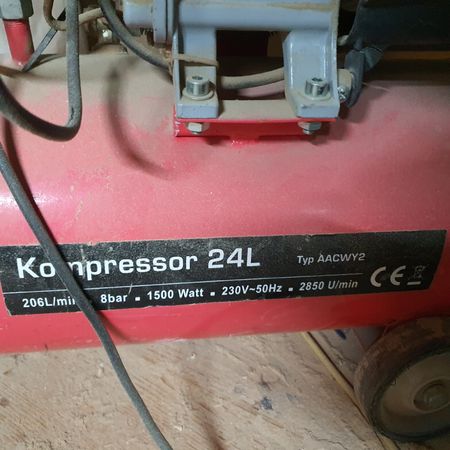 Kompressor 24L Typ AACWY2
206L/min 8bar ▪ 1500 Watt ▪ 230V~50Hz ▪ 2850 U/min CE